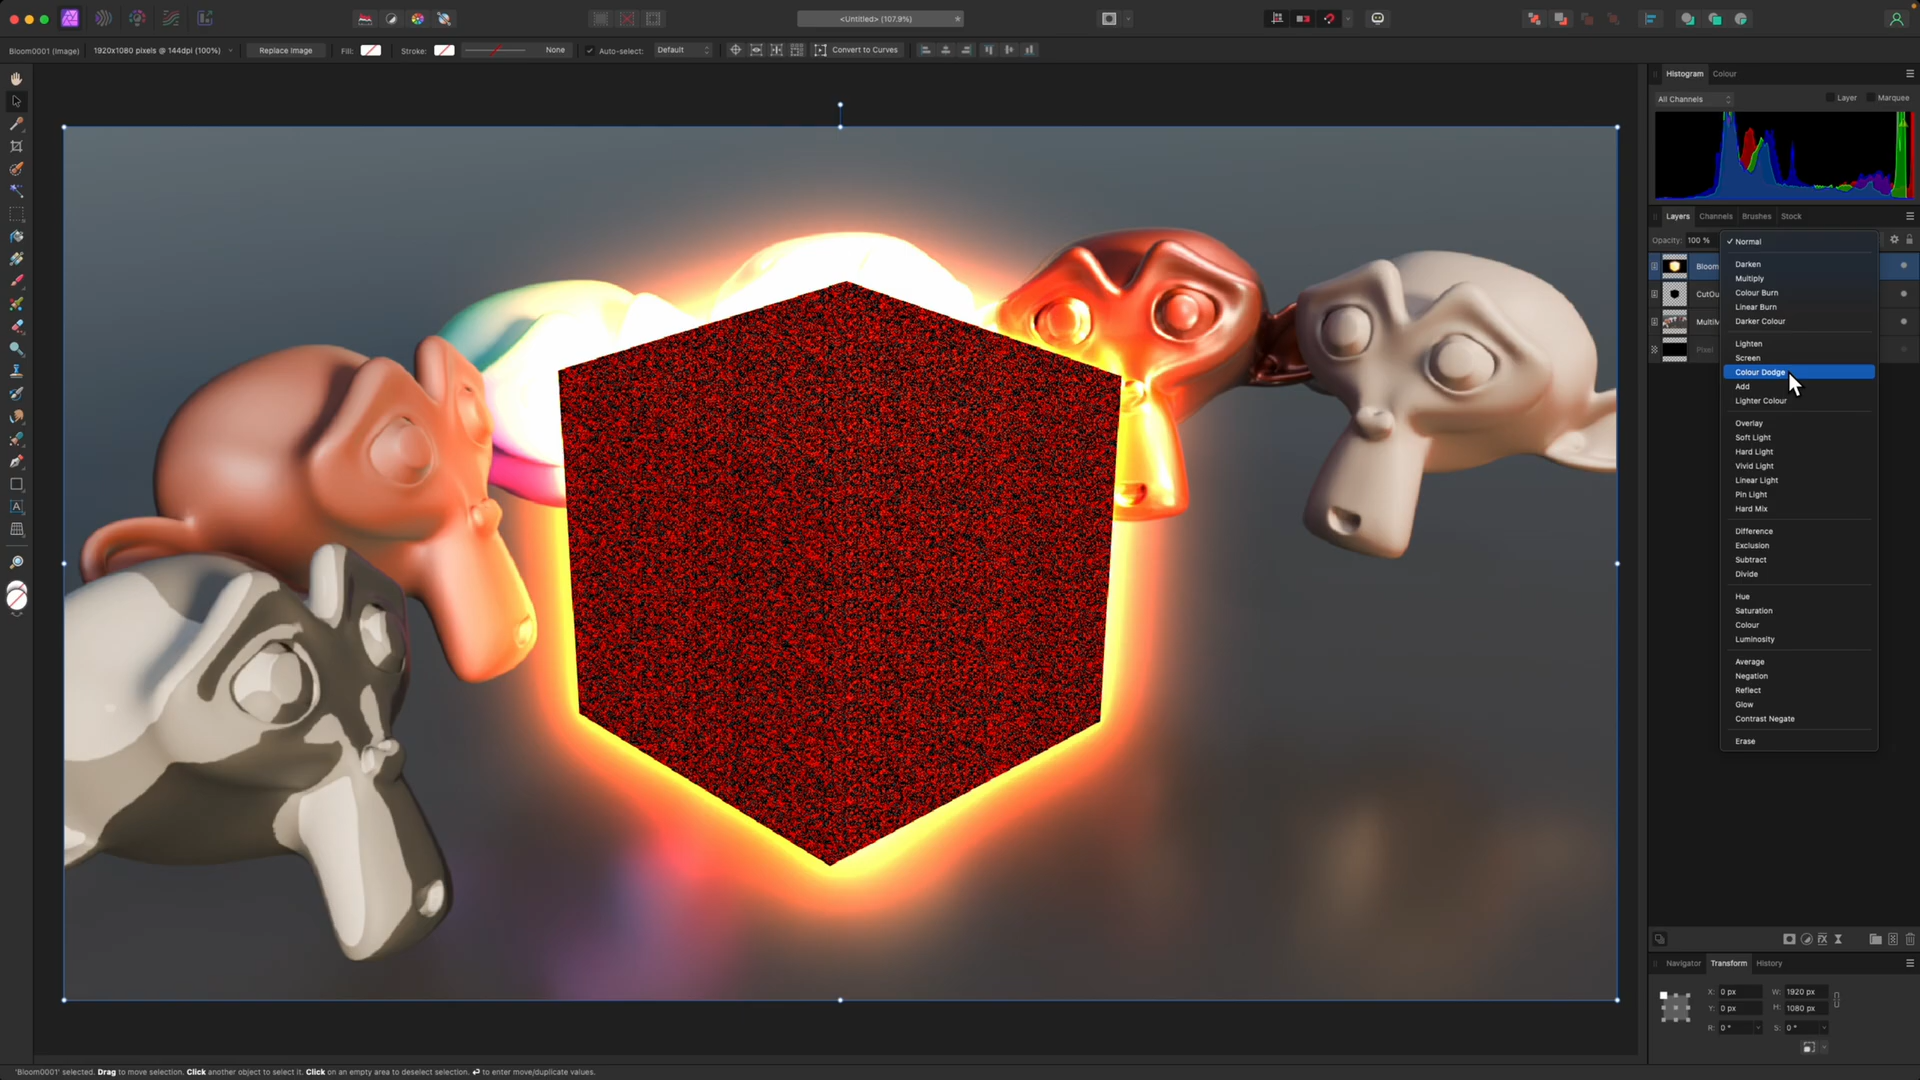 <Untitled> (107.9%)
Bloom0001 (Image)
1920x1080 pixels @ 144dpi (100%)
Replace Image
Fill:
Stroke:
None
Auto-select:
Default
Convert to Curves
Histogram
Colour
All Channels
Layer
Marquee
Layers
Channels
Brushes
Stock
Opacity:
100 %
Normal
Bloom
Darken
Multiply
CutOu
Colour Burn
Linear Burn
MultiM
Darker Colour
Lighten
Pixel
Screen
Colour Dodge
Add
Lighter Colour
Overlay
Soft Light
Hard Light
Vivid Light
Linear Light
Pin Light
Hard Mix
Difference
Exclusion
Subtract
Divide
Hue
Saturation
Colour
Luminosity
Average
Negation
Reflect
Glow
Contrast Negate
Erase
Navigator
Transform
History
X: 0 px
W: 1920 px
Y: 0 px
H: 1080 px
R: 0 °
S: 0 °
'Bloom0001' selected. Drag to move selection. Click another object to select it. Click on an empty area to deselect selection. ↩ to enter move/duplicate values.